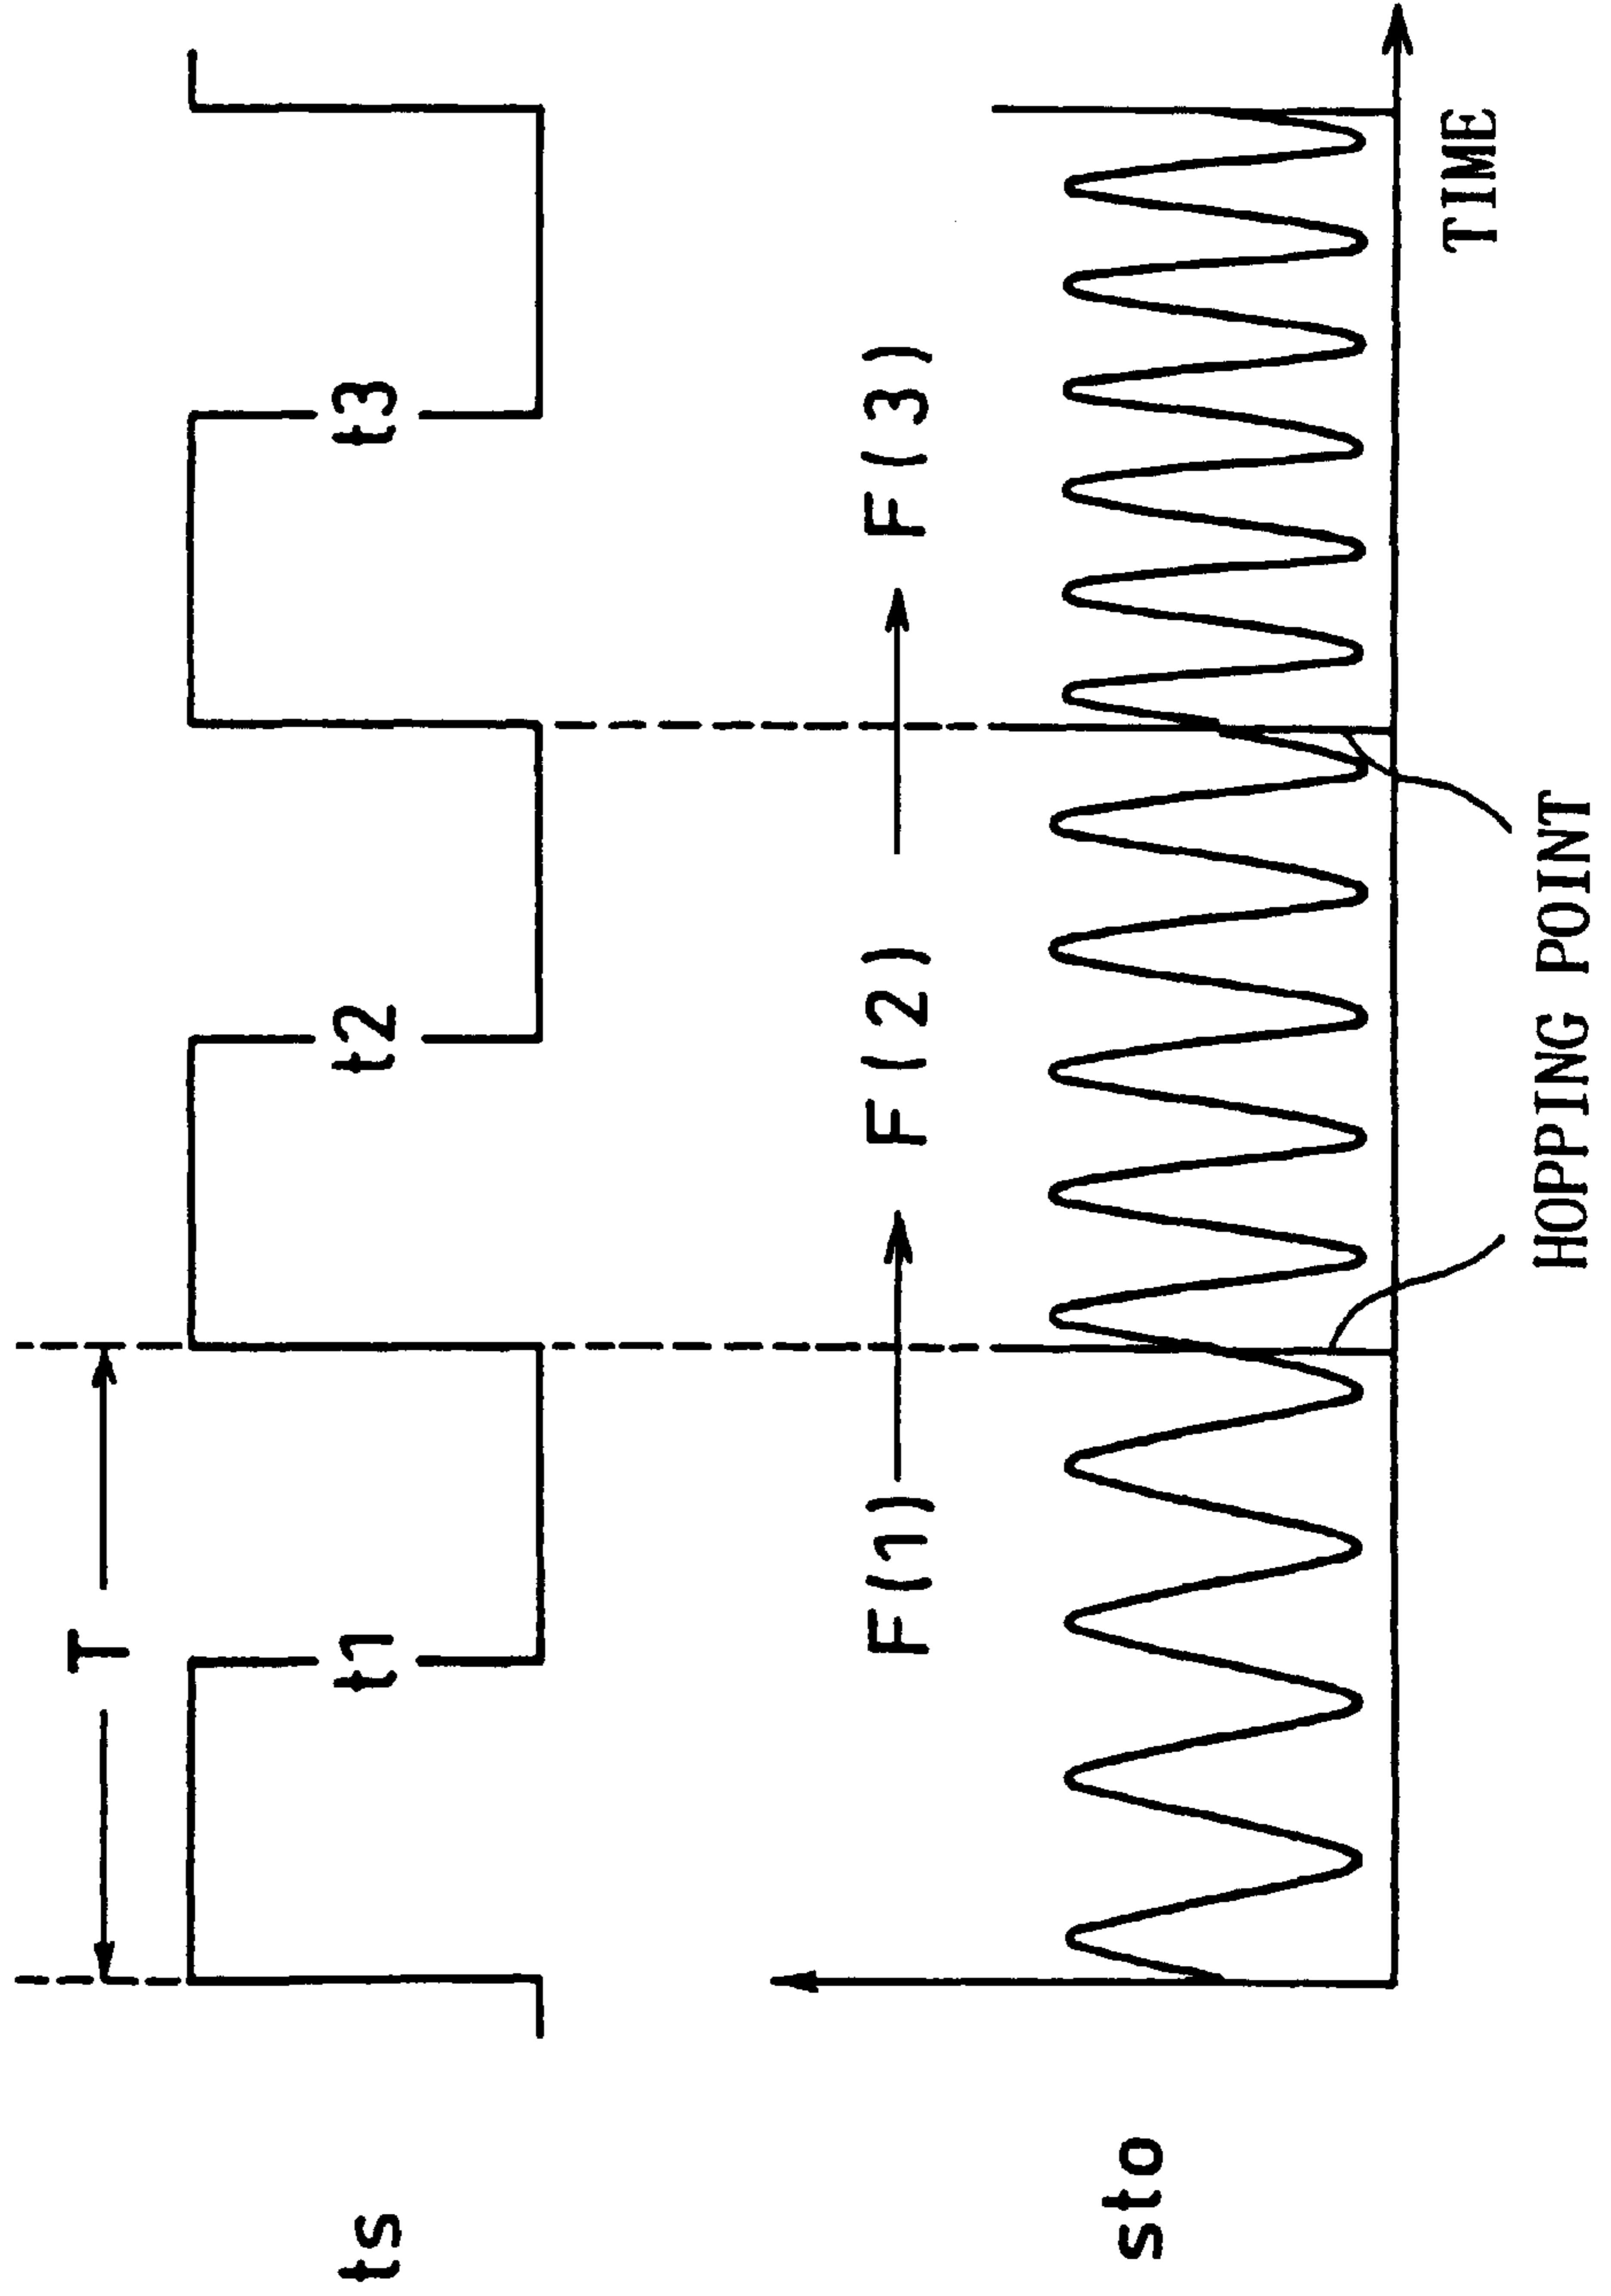 T
ts
t1
t2
t3
F(1)
F(2)
F(3)
sto
TIME
HOPPING POINT